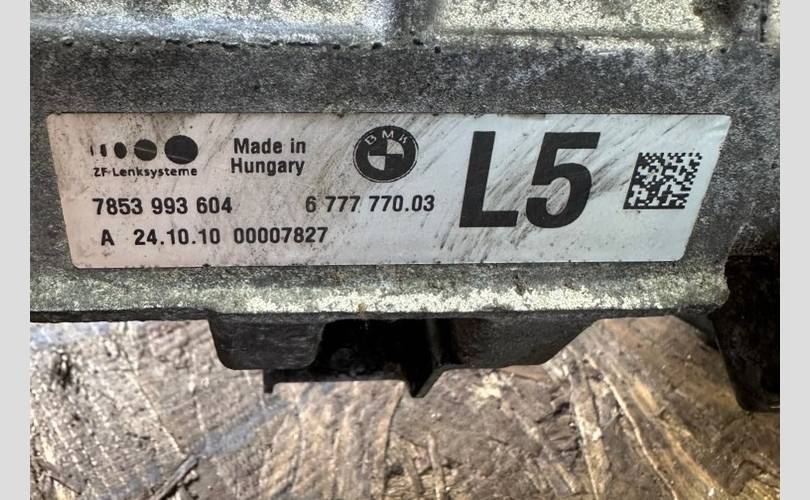 ZF-Lenksysteme
Made in
Hungary
BMW
L5
7853 993 604 6 777 770.03
A 24.10.10 00007827